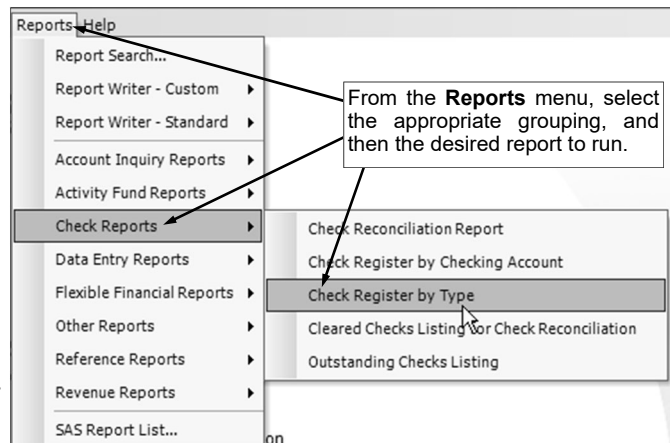 Reports Help
Report Search...
Report Writer - Custom
Report Writer - Standard
Account Inquiry Reports
Activity Fund Reports
Check Reports
Data Entry Reports
Flexible Financial Reports
Other Reports
Reference Reports
Revenue Reports
SAS Report List...
From the Reports menu, select
the appropriate grouping, and
then the desired report to run.
Check Reconciliation Report
Check Register by Checking Account
Check Register by Type
Cleared Checks Listing for Check Reconciliation
Outstanding Checks Listing
on